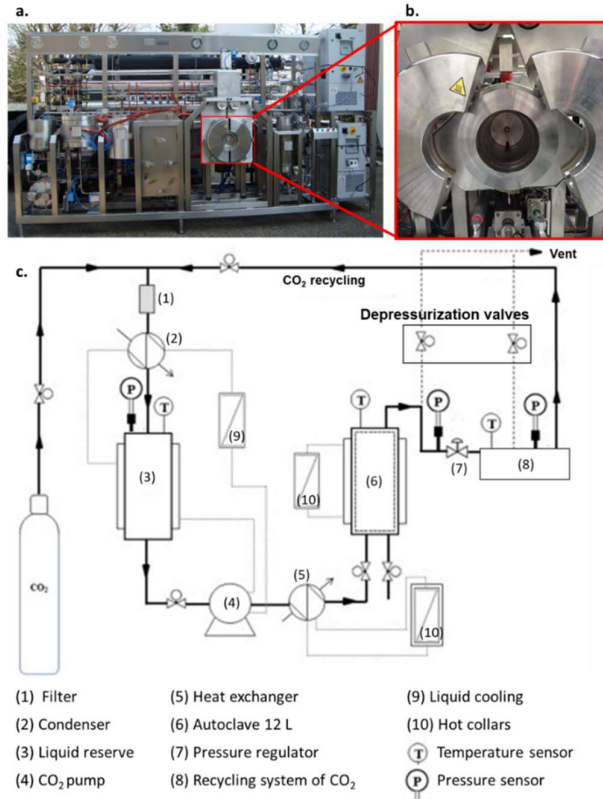 a.
b.
c.
Vent
CO₂ recycling
(1)
Depressurization valves
(2)
P
T
(9)
T
P
T
P
(3)
(10)
(6)
(7)
(8)
(5)
CO₂
(4)
(10)
(1) Filter
(2) Condenser
(3) Liquid reserve
(4) CO₂ pump
(5) Heat exchanger
(6) Autoclave 12 L
(7) Pressure regulator
(8) Recycling system of CO₂
(9) Liquid cooling
(10) Hot collars
T Temperature sensor
P Pressure sensor